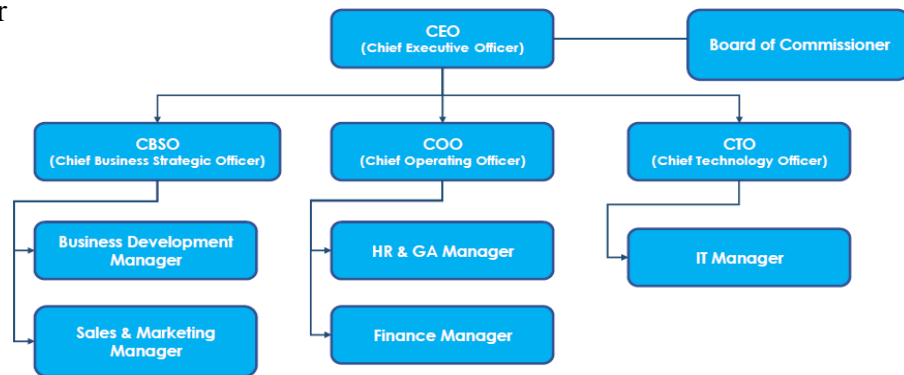 r
CEO
(Chief Executive Officer)
Board of Commissioner
CBSO
(Chief Business Strategic Officer)
COO
(Chief Operating Officer)
CTO
(Chief Technology Officer)
Business Development
Manager
HR & GA Manager
IT Manager
Sales & Marketing
Manager
Finance Manager